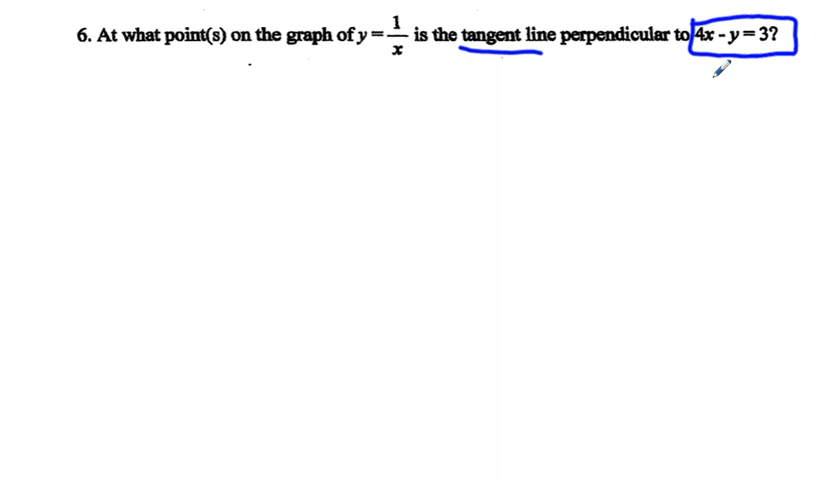 6. At what point(s) on the graph of y = 1/x is the tangent line perpendicular to 4x - y = 3?